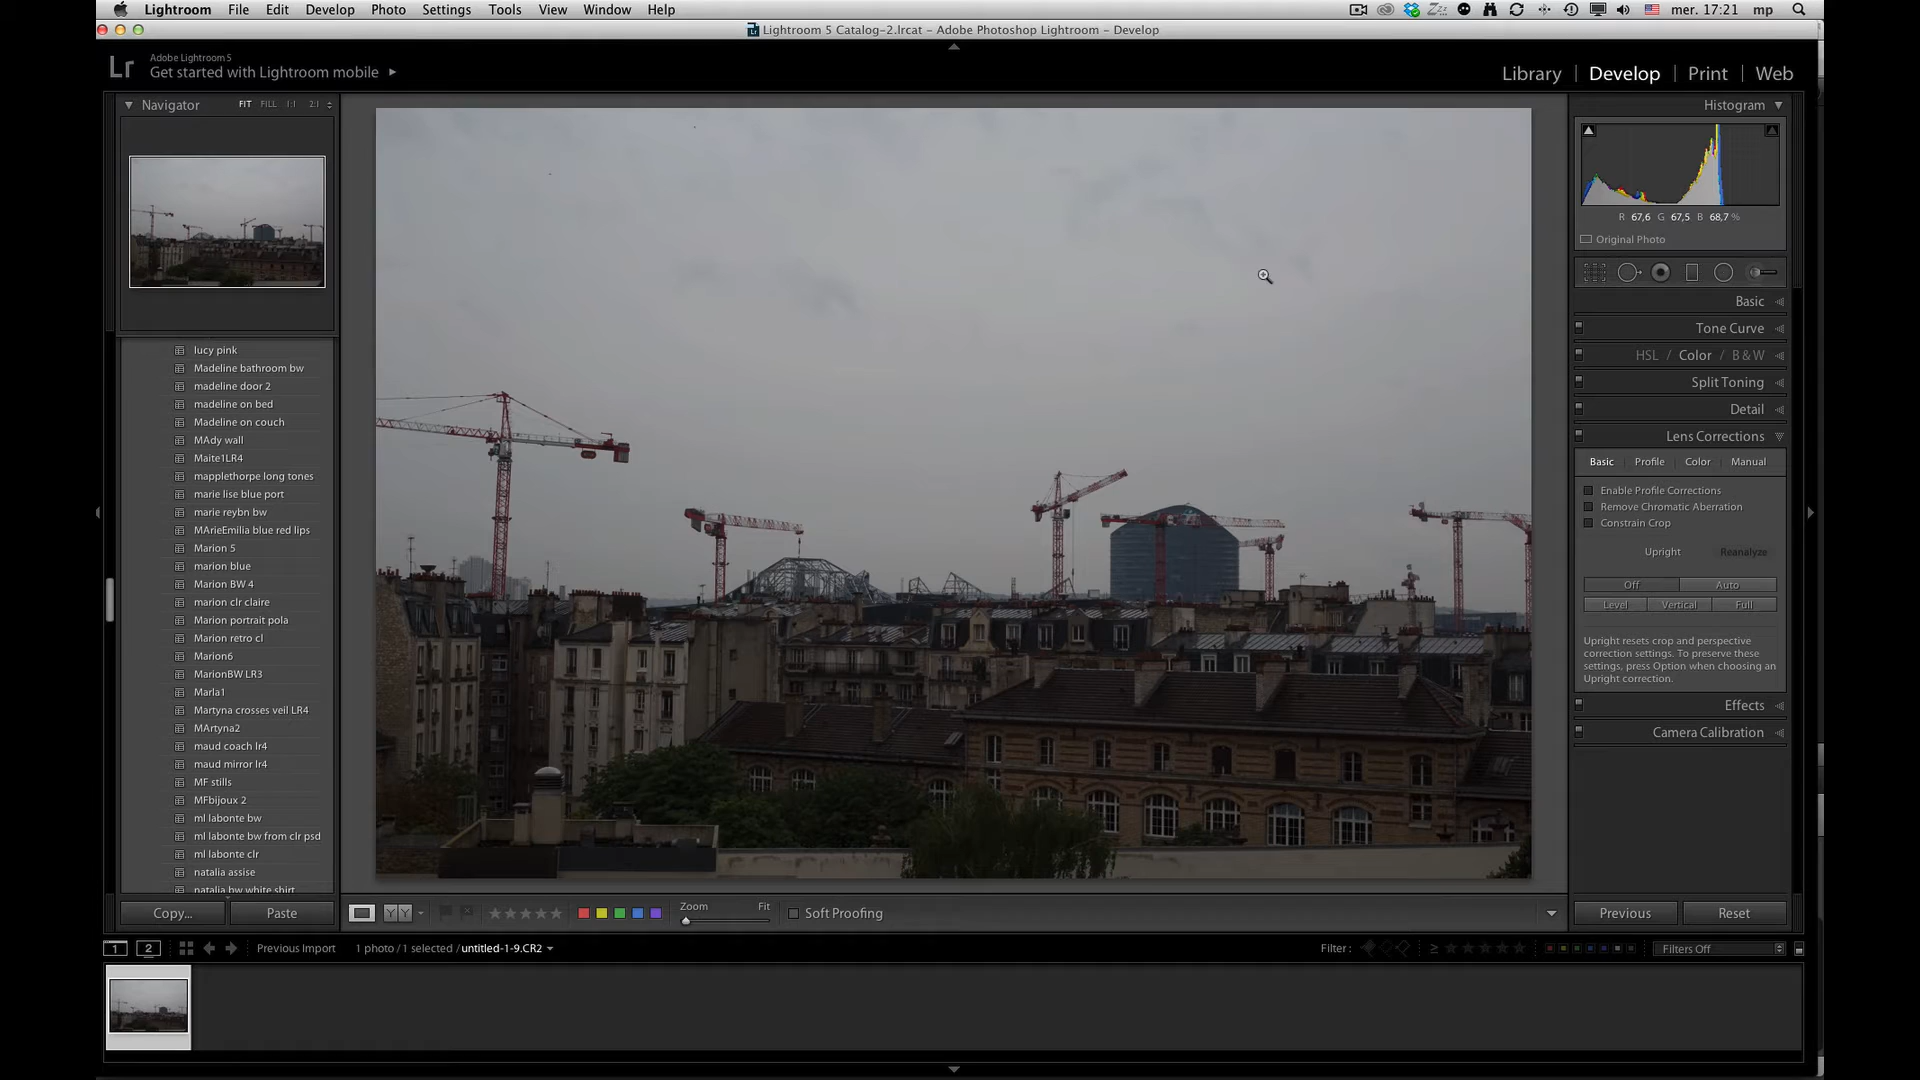 Lightroom File Edit Develop Photo Settings Tools View Window Help mer. 17:21 mp
Lightroom 5 Catalog-2.lrcat - Adobe Photoshop Lightroom - Develop
Lr
Adobe Lightroom 5
Get started with Lightroom mobile
Library Develop Print Web
Navigator FIT FILL 1:1 2:1
lucy pink
Madeline bathroom bw
madeline door 2
madeline on bed
Madeline on couch
MAdy wall
Maite1LR4
mapplethorpe long tones
marie lise blue port
marie reybn bw
MArieEmilia blue red lips
Marion 5
marion blue
Marion BW 4
marion clr claire
Marion portrait pola
Marion retro cl
Marion6
MarionBW LR3
Marla1
Martyna crosses veil LR4
MArtyna2
maud coach lr4
maud mirror lr4
MF stills
MFbijoux 2
ml labonte bw
ml labonte bw from clr psd
ml labonte clr
natalia assise
natalia bw white shirt
Copy... Paste
Histogram
R 67,6 G 67,5 B 68,7 %
Original Photo
Basic
Tone Curve
HSL / Color / B & W
Split Toning
Detail
Lens Corrections
Basic Profile Color Manual
Enable Profile Corrections
Remove Chromatic Aberration
Constrain Crop
Upright Reanalyze
Off Auto
Level Vertical Full
Upright resets crop and perspective
correction settings. To preserve these
settings, press Option when choosing an
Upright correction.
Effects
Camera Calibration
YY Zoom Fit Soft Proofing
Previous Reset
1 2 Previous Import 1 photo / 1 selected / untitled-1-9.CR2 Filter : ≥ Filters Off